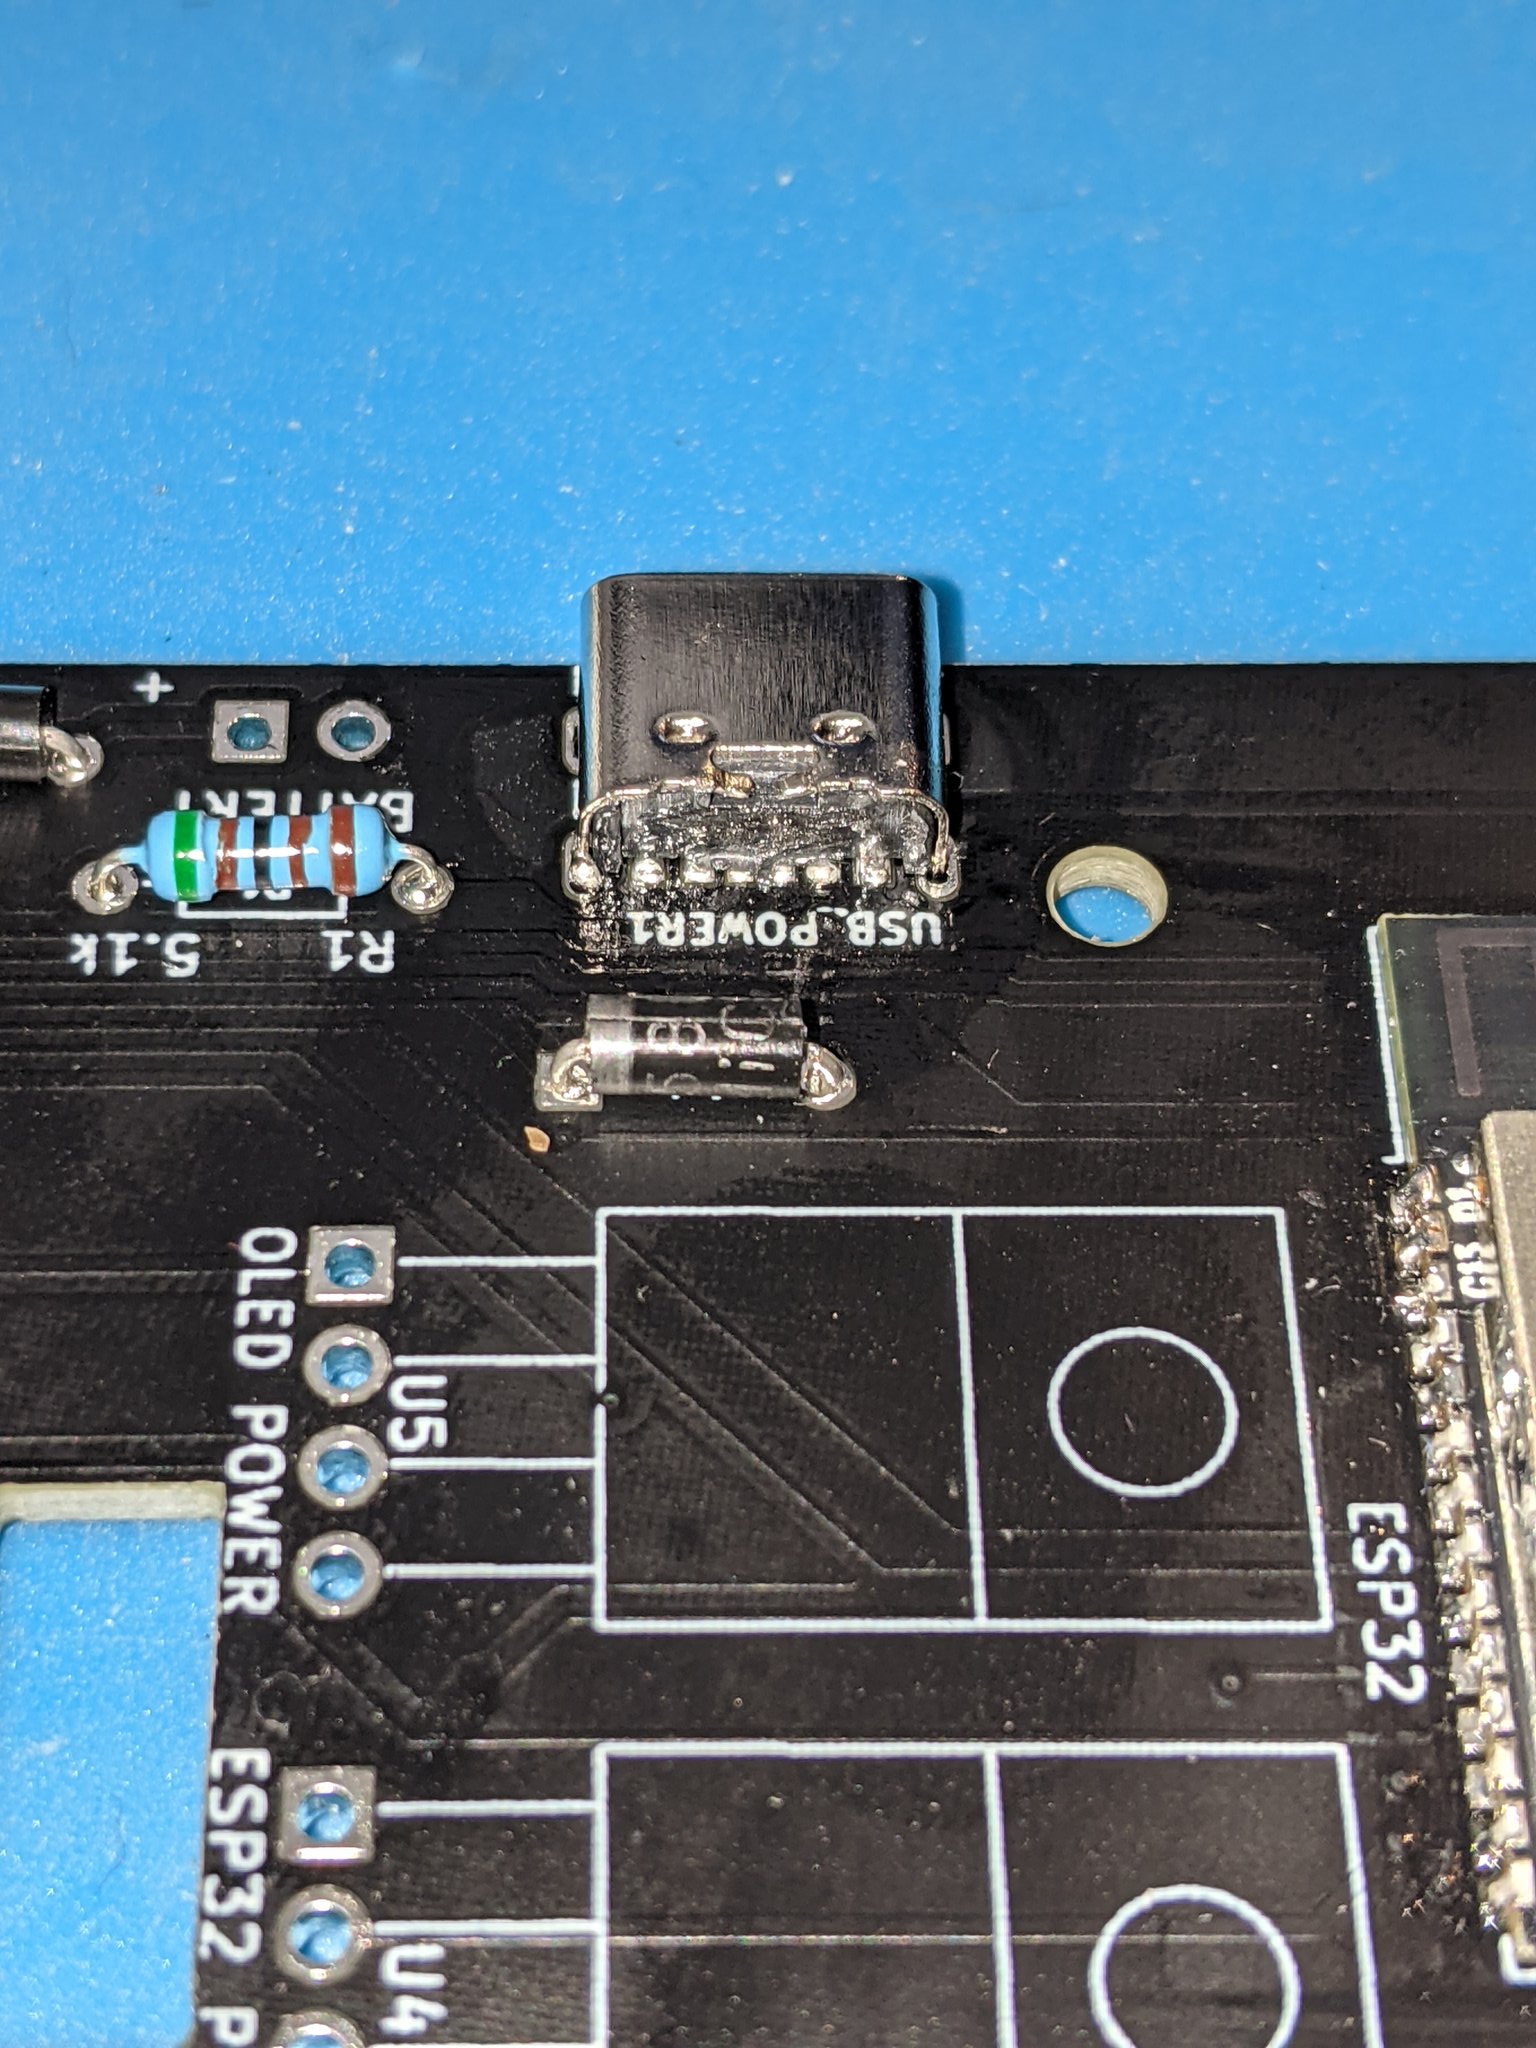 +
BATTERY
5.1k
R1
USB_POWER1
OLED POWER
U5
ESP32
ESP32 P
U4